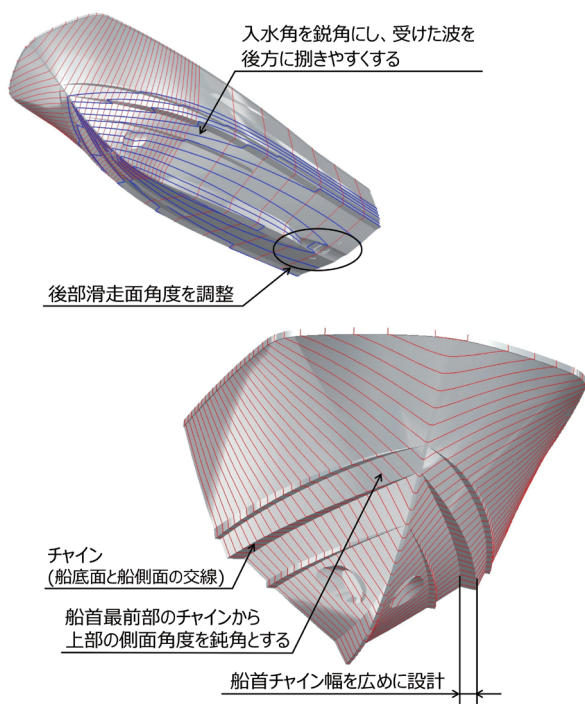 入水角を鋭角にし、受けた波を
後方に捌きやすくする
後部滑走面角度を調整
チャイン
(船底面と船側面の交線)
船首最前部のチャインから
上部の側面角度を鈍角とする
船首チャイン幅を広めに設計